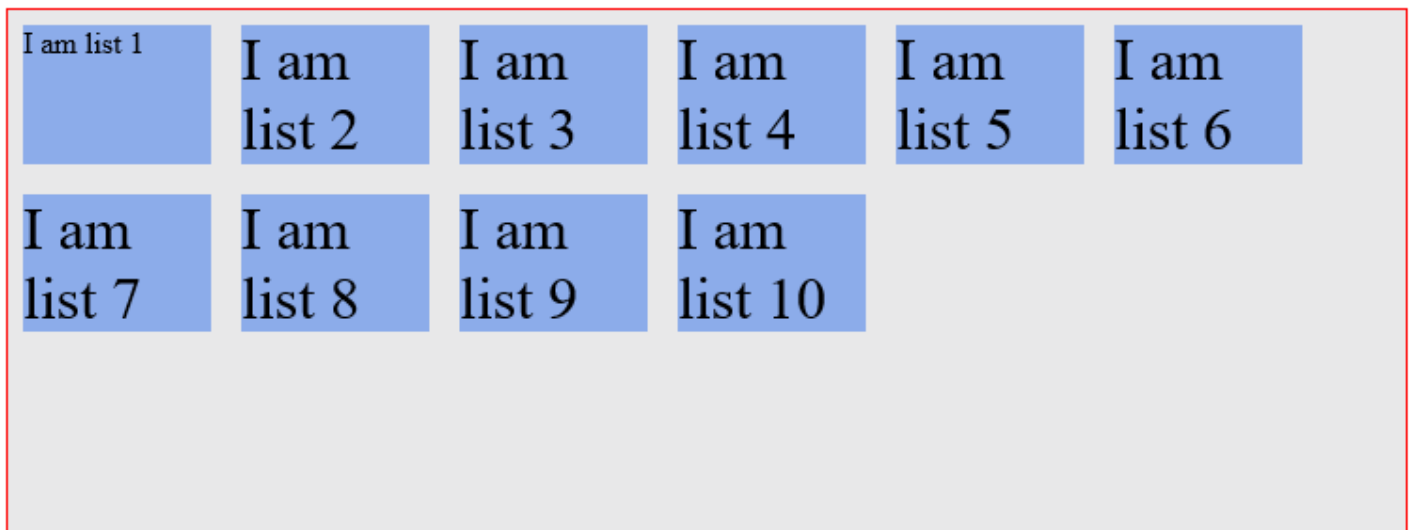 I am list 1
I am
list 2
I am
list 3
I am
list 4
I am
list 5
I am
list 6
I am
list 7
I am
list 8
I am
list 9
I am
list 10